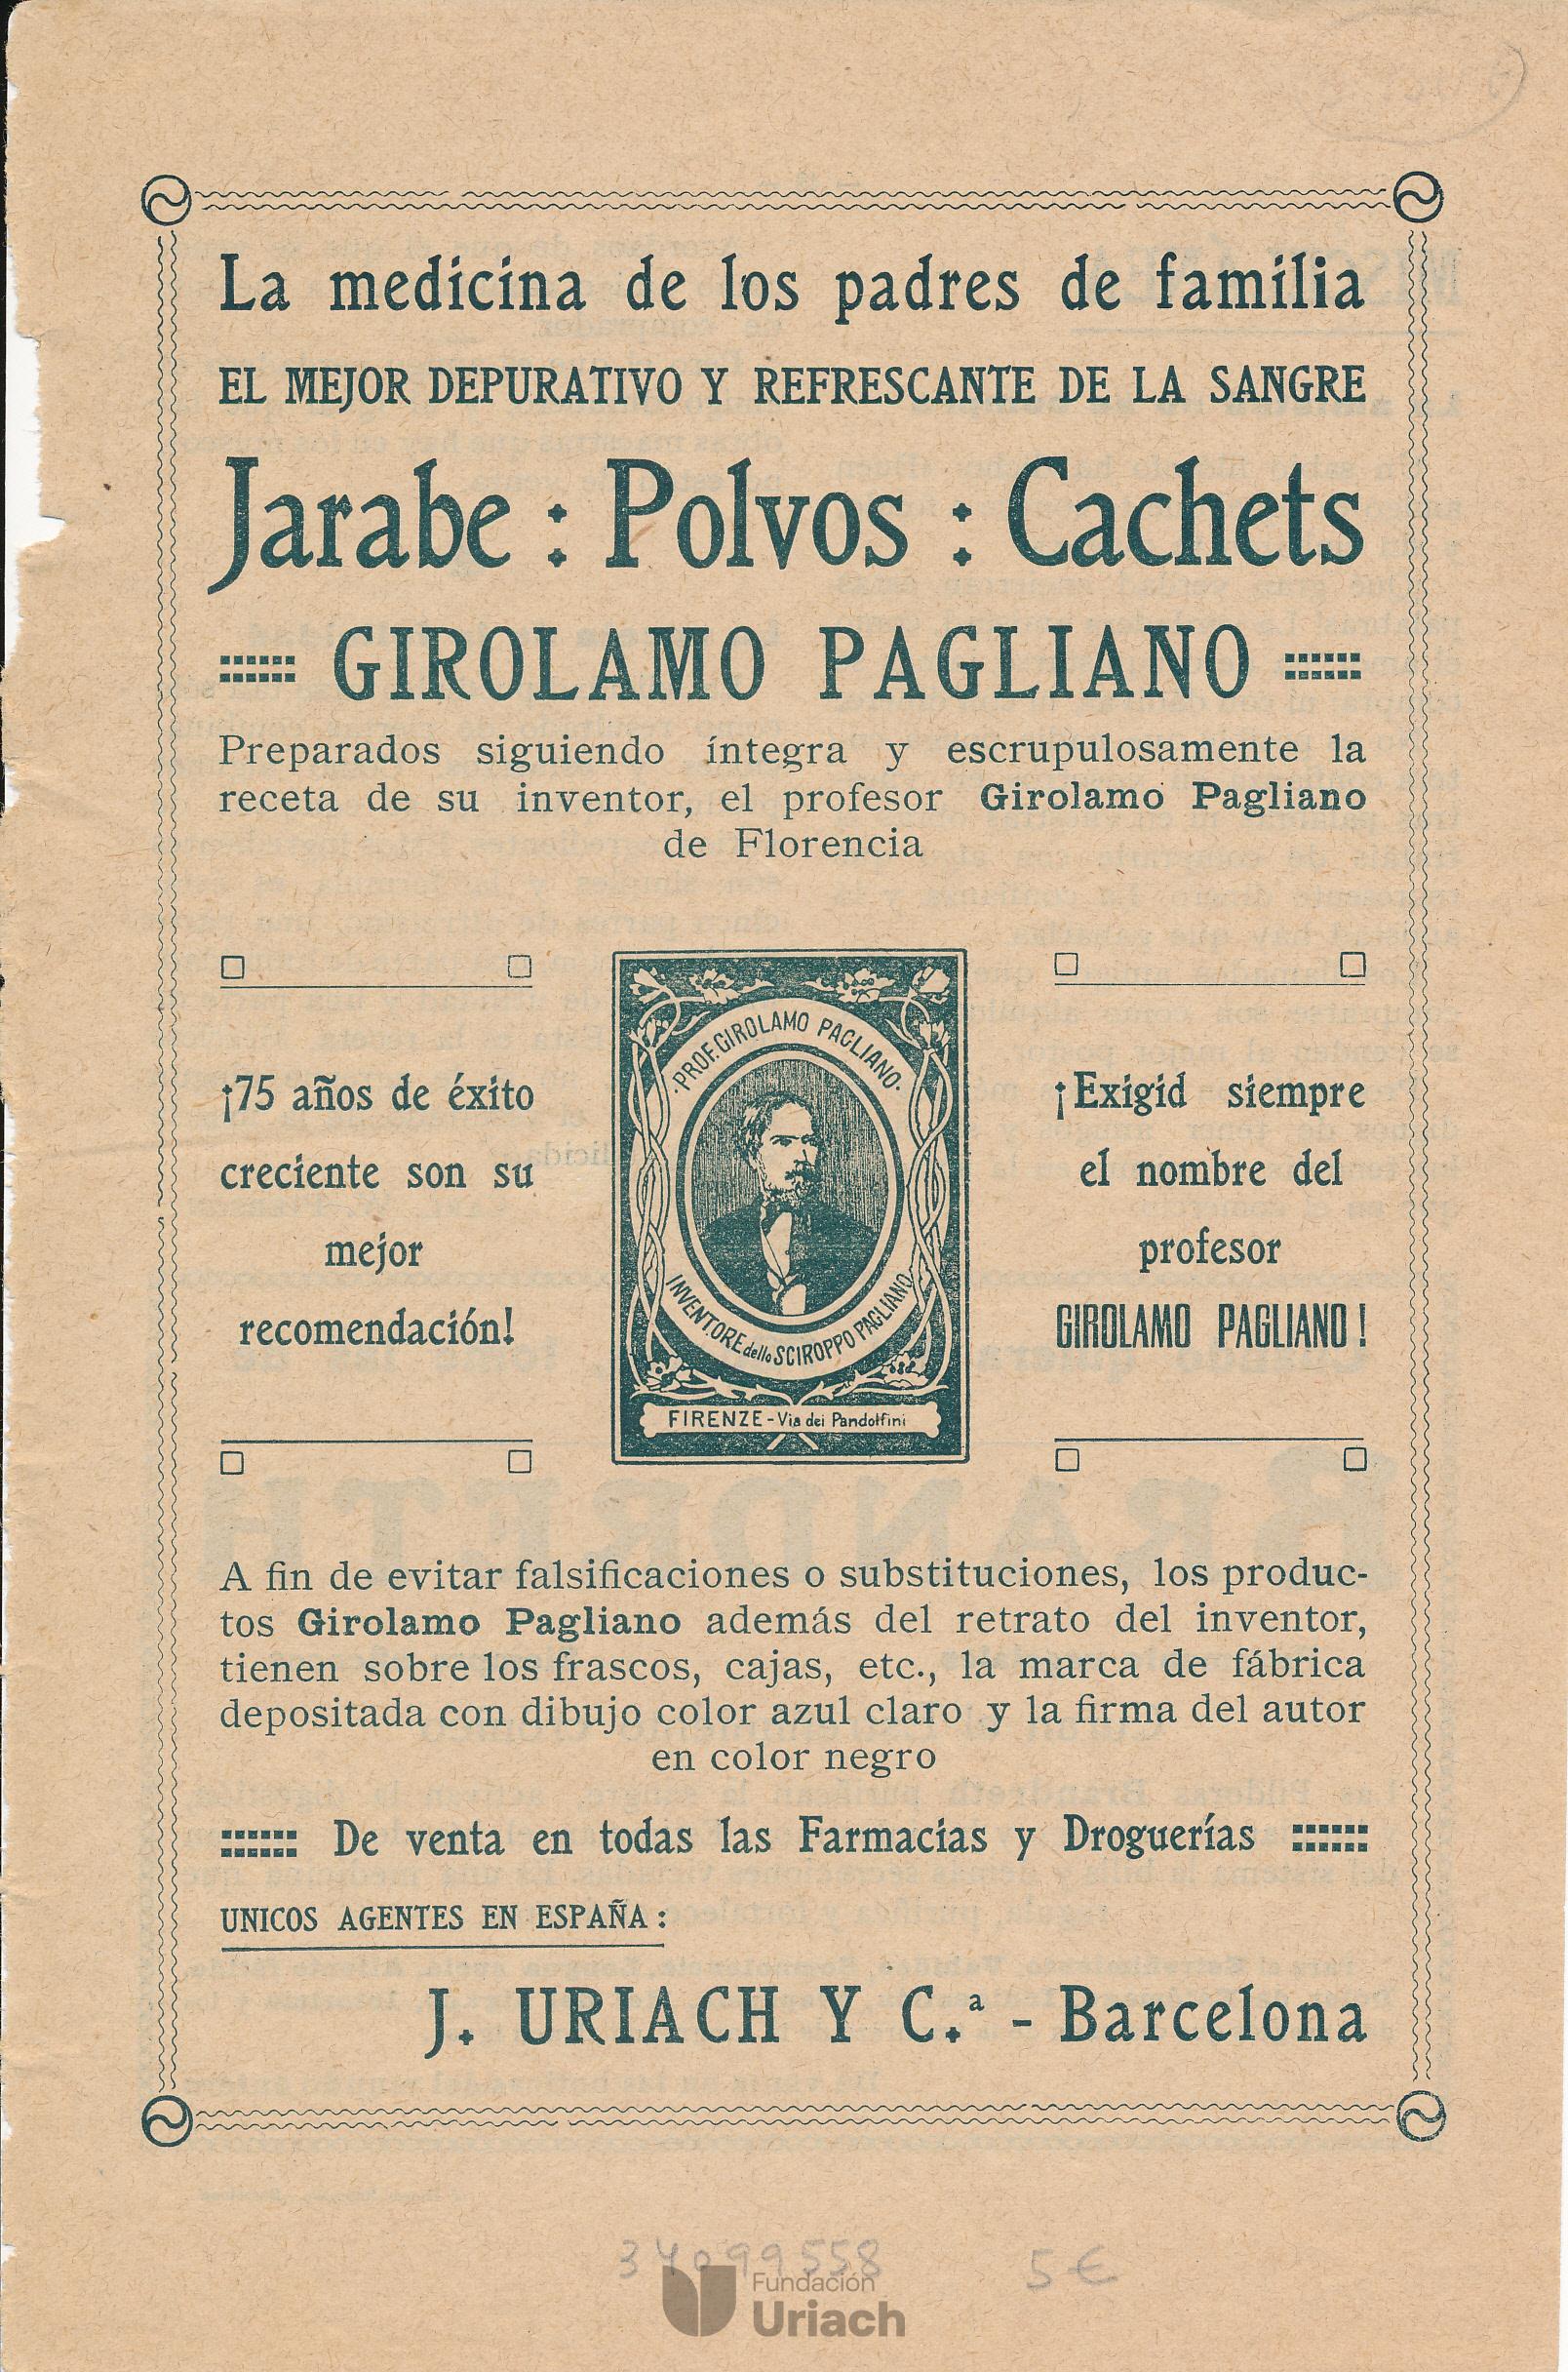 La medicina de los padres de familia
EL MEJOR DEPURATIVO Y REFRESCANTE DE LA SANGRE
Jarabe : Polvos : Cachets
GIROLAMO PAGLIANO
Preparados siguiendo íntegra y escrupulosamente la
receta de su inventor, el profesor Girolamo Pagliano
de Florencia
¡75 años de éxito
creciente son su
mejor
recomendación!
·PROF. GIROLAMO PAGLIANO·
INVENTORE dello SCIROPPO PAGLIANO
FIRENZE - Via dei Pandolfini
¡Exigid siempre
el nombre del
profesor
GIROLAMO PAGLIANO!
A fin de evitar falsificaciones o substituciones, los produc-
tos Girolamo Pagliano además del retrato del inventor,
tienen sobre los frascos, cajas, etc., la marca de fábrica
depositada con dibujo color azul claro y la firma del autor
en color negro
De venta en todas las Farmacias y Droguerías
UNICOS AGENTES EN ESPAÑA:
J. URIACH Y C.ª - Barcelona
34099558
5€
Fundación
Uriach